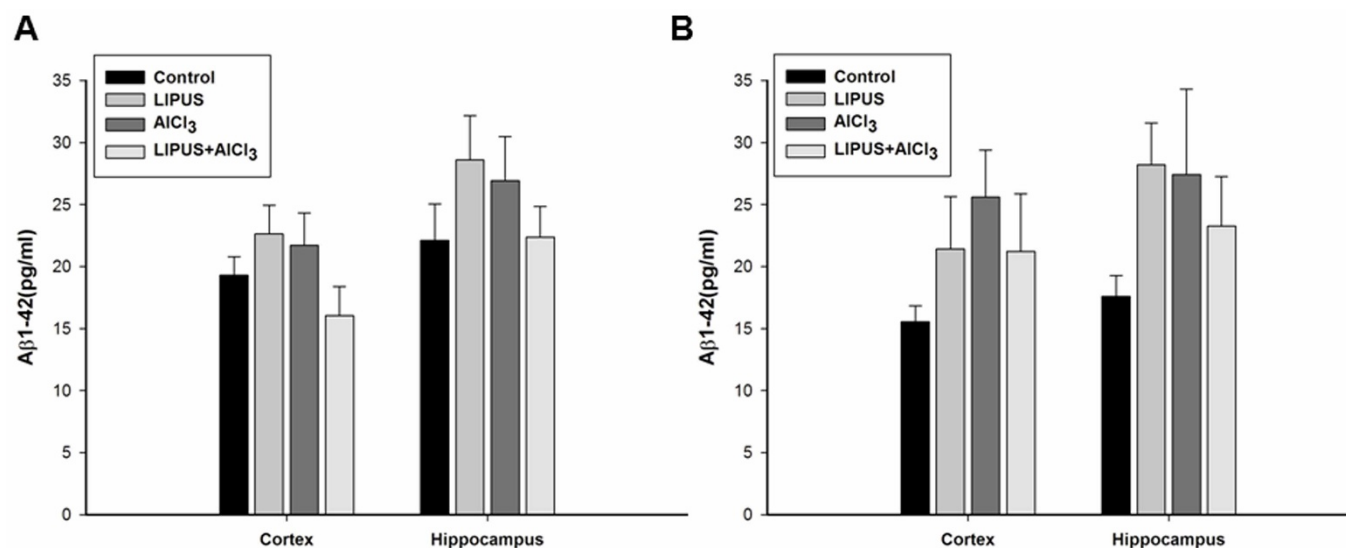 A
Control
LIPUS
AlCl₃
LIPUS+AlCl₃
Aβ1-42(pg/ml)
35
30
25
20
15
10
5
0
Cortex
Hippocampus
B
Control
LIPUS
AlCl₃
LIPUS+AlCl₃
Aβ1-42(pg/ml)
35
30
25
20
15
10
5
0
Cortex
Hippocampus